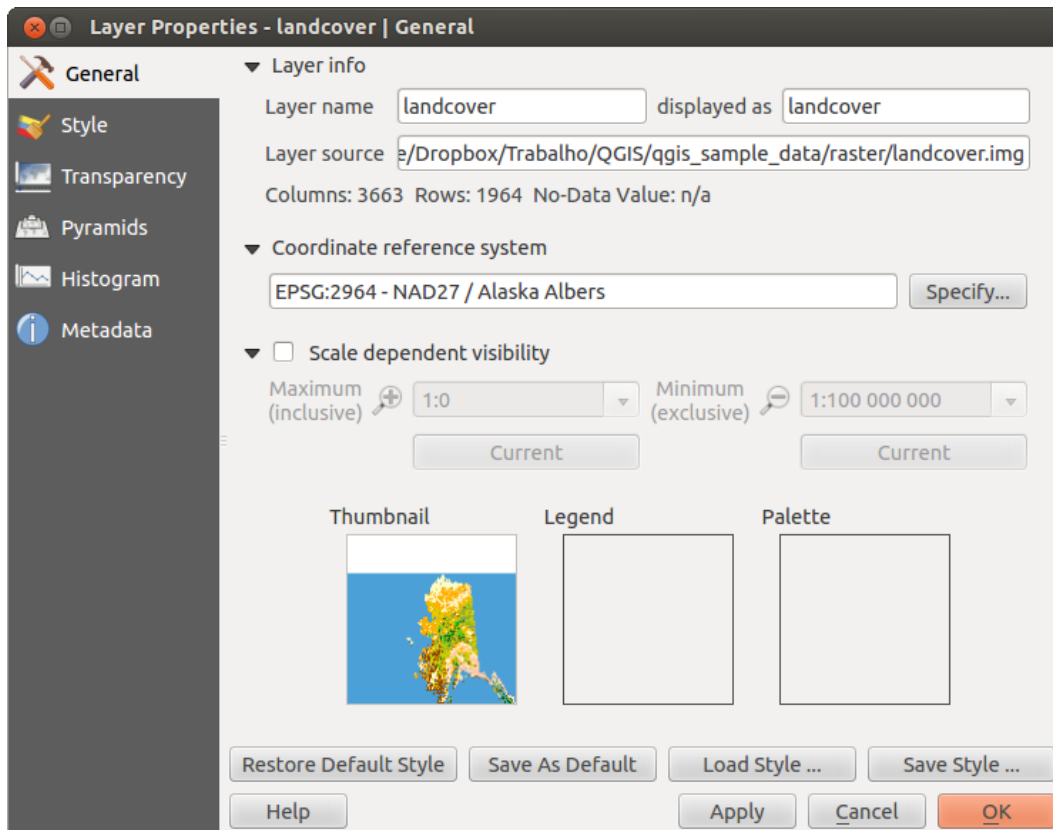 Layer Properties - landcover | General
General
Style
Transparency
Pyramids
Histogram
Metadata
Layer info
Layer name landcover displayed as landcover
Layer source e/Dropbox/Trabalho/QGIS/qgis_sample_data/raster/landcover.img
Columns: 3663 Rows: 1964 No-Data Value: n/a
Coordinate reference system
EPSG:2964 - NAD27 / Alaska Albers Specify...
Scale dependent visibility
Maximum (inclusive) 1:0 Minimum (exclusive) 1:100 000 000
Current Current
Thumbnail Legend Palette
Restore Default Style Save As Default Load Style ... Save Style ...
Help Apply Cancel OK